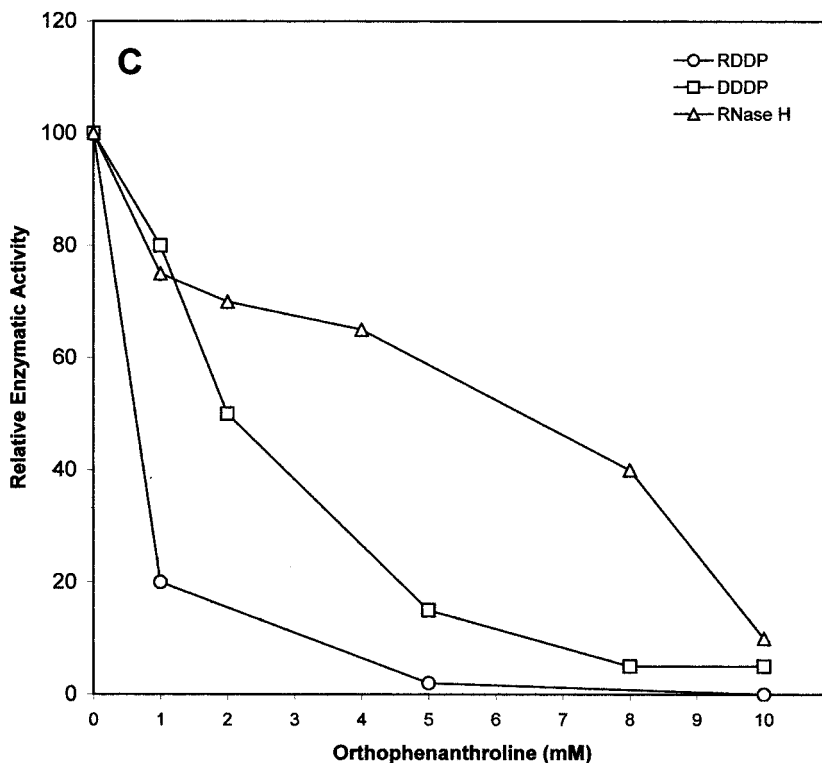 C
RDDP
DDDP
RNase H
120
100
80
60
40
20
0
Relative Enzymatic Activity
0 1 2 3 4 5 6 7 8 9 10
Orthophenanthroline (mM)